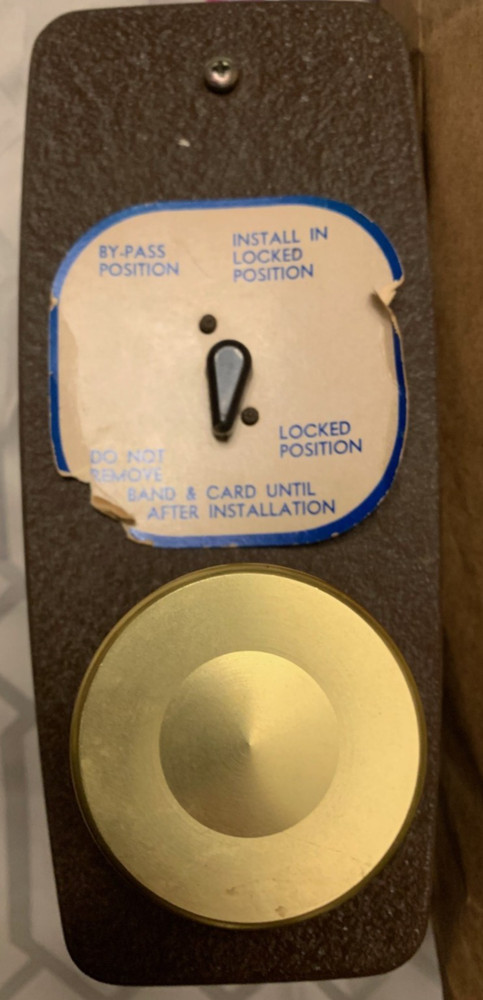 BY-PASS
POSITION
INSTALL IN
LOCKED
POSITION
LOCKED
POSITION
DO NOT
REMOVE
BAND & CARD UNTIL
AFTER INSTALLATION